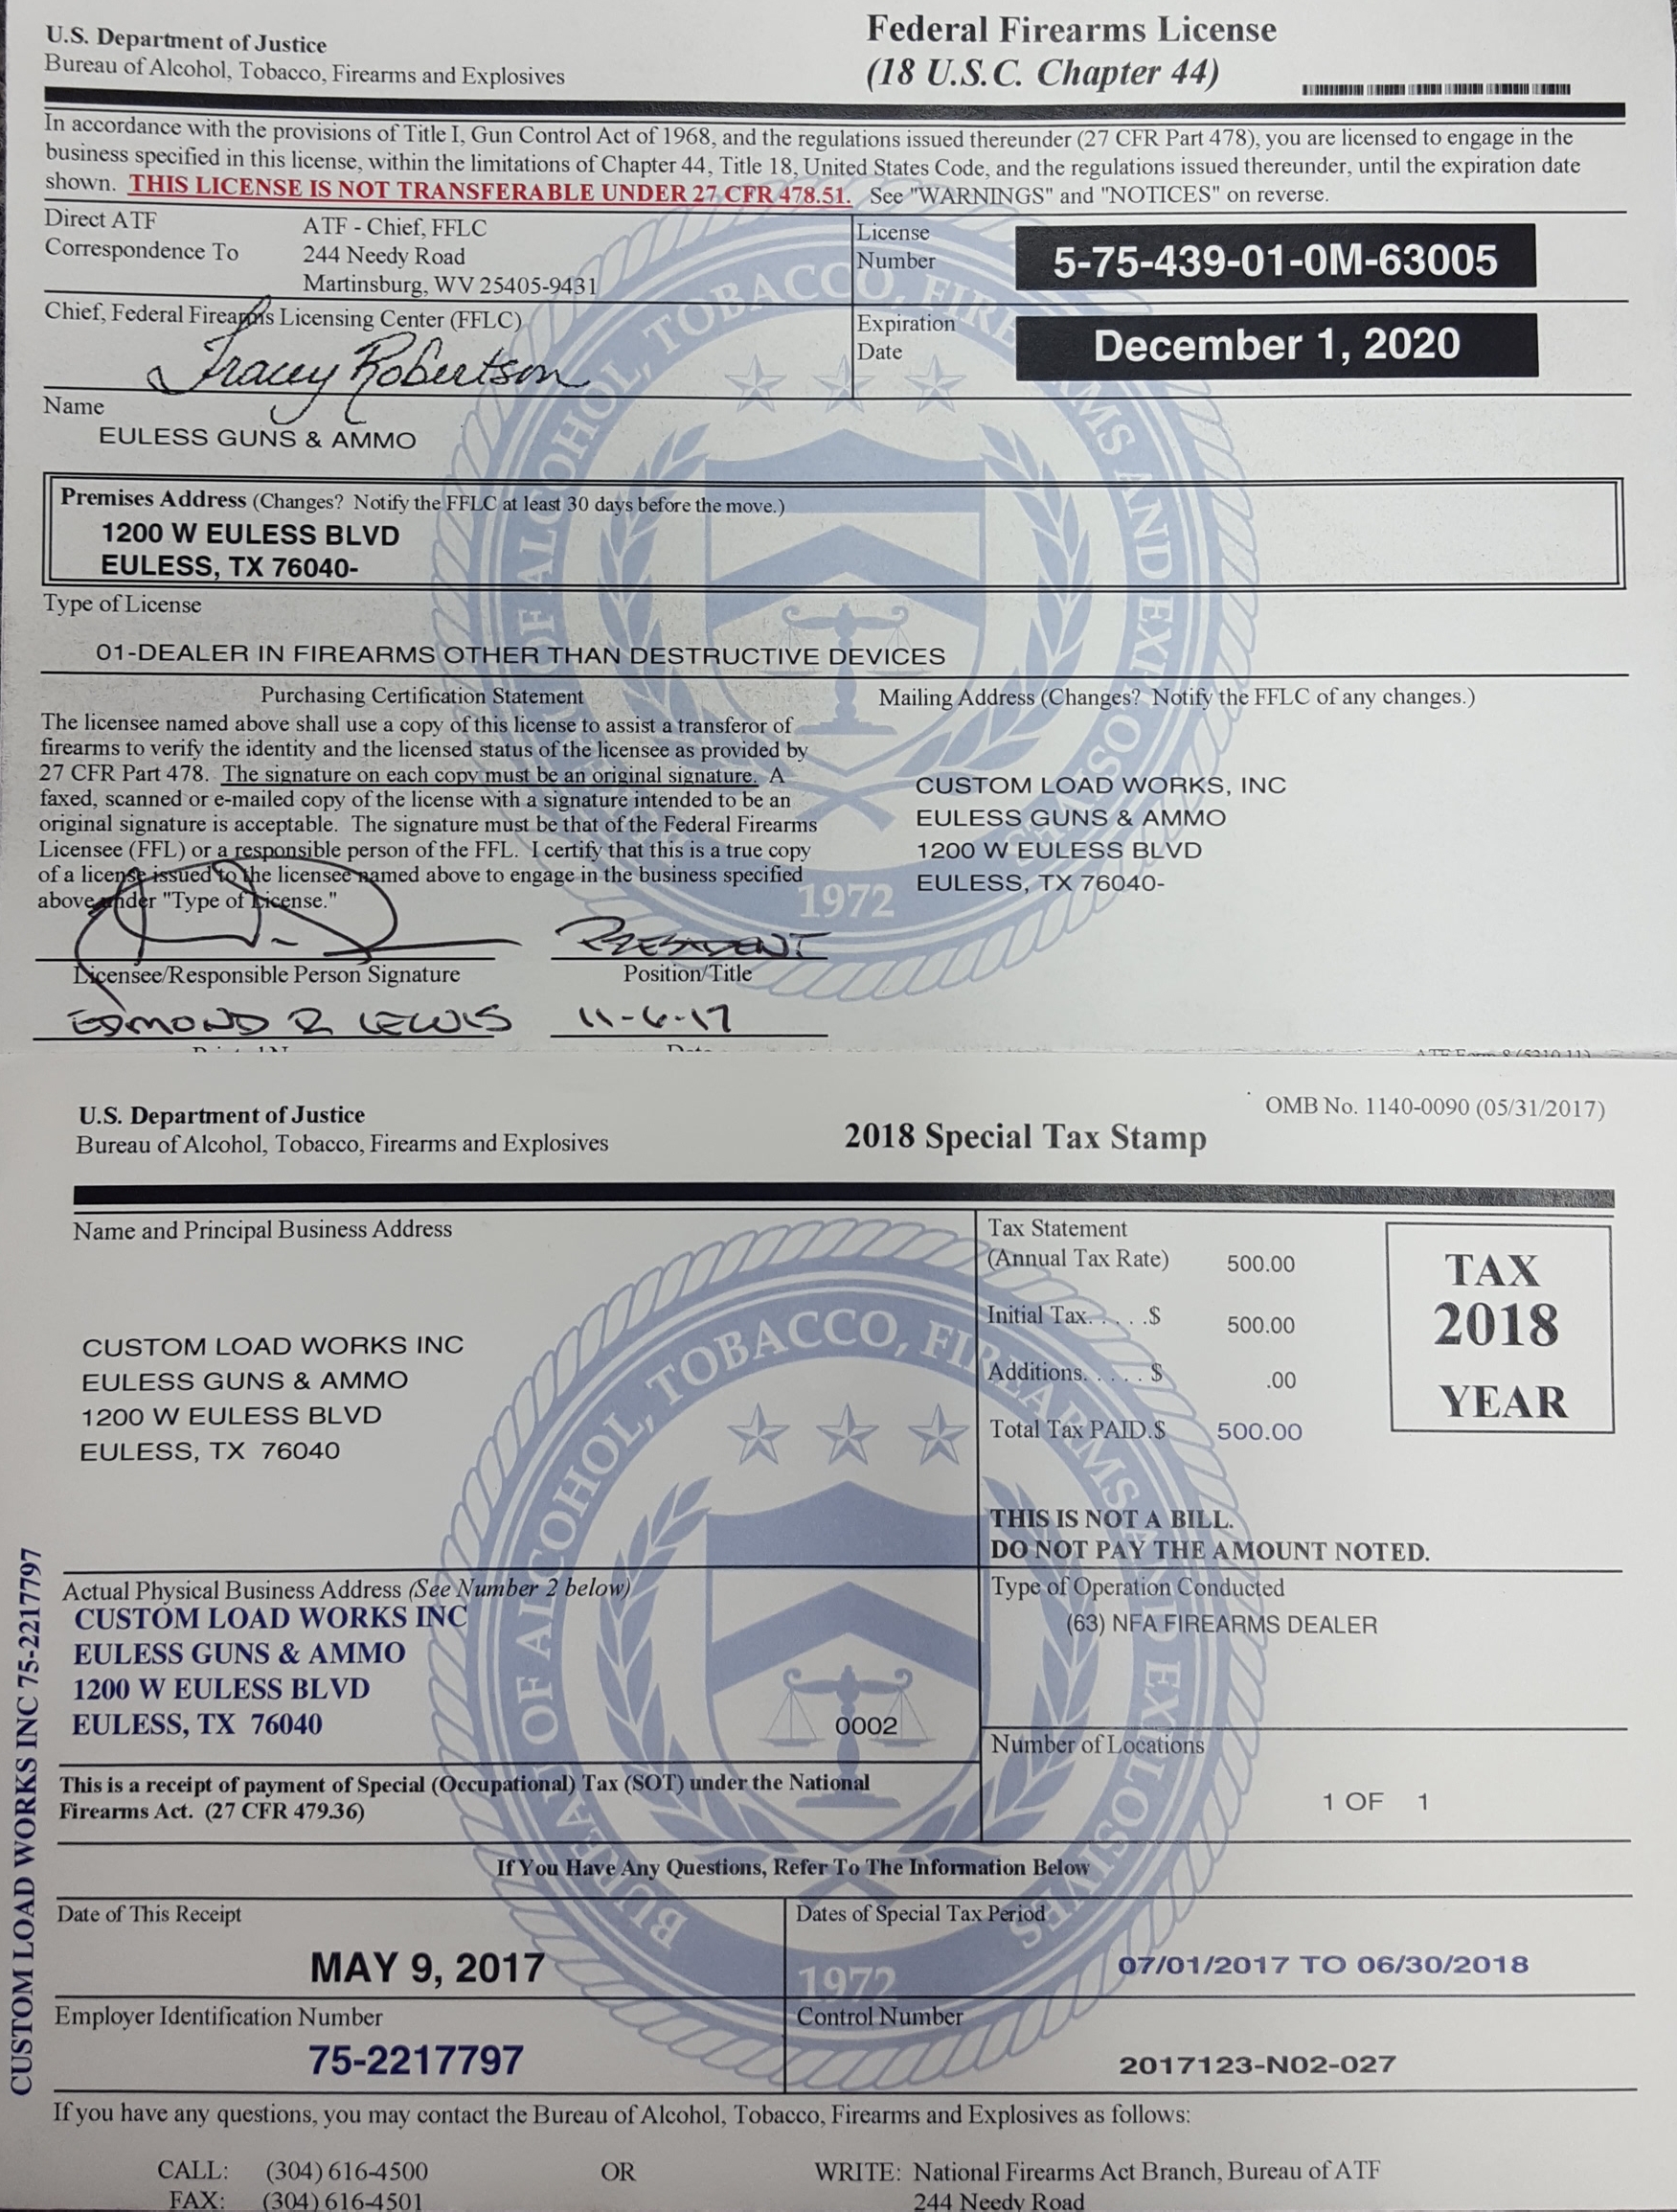 U.S. Department of Justice
Bureau of Alcohol, Tobacco, Firearms and Explosives
Federal Firearms License
(18 U.S.C. Chapter 44)
In accordance with the provisions of Title I, Gun Control Act of 1968, and the regulations issued thereunder (27 CFR Part 478), you are licensed to engage in the
business specified in this license, within the limitations of Chapter 44, Title 18, United States Code, and the regulations issued thereunder, until the expiration date
shown. THIS LICENSE IS NOT TRANSFERABLE UNDER 27 CFR 478.51. See "WARNINGS" and "NOTICES" on reverse.
Direct ATF
Correspondence To
ATF - Chief, FFLC
244 Needy Road
Martinsburg, WV 25405-9431
License
Number
5-75-439-01-0M-63005
Chief, Federal Firearms Licensing Center (FFLC)
Tracey Robertson
Expiration
Date
December 1, 2020
Name
EULESS GUNS & AMMO
Premises Address (Changes? Notify the FFLC at least 30 days before the move.)
1200 W EULESS BLVD
EULESS, TX 76040-
Type of License
01-DEALER IN FIREARMS OTHER THAN DESTRUCTIVE DEVICES
Purchasing Certification Statement
The licensee named above shall use a copy of this license to assist a transferor of
firearms to verify the identity and the licensed status of the licensee as provided by
27 CFR Part 478. The signature on each copy must be an original signature. A
faxed, scanned or e-mailed copy of the license with a signature intended to be an
original signature is acceptable. The signature must be that of the Federal Firearms
Licensee (FFL) or a responsible person of the FFL. I certify that this is a true copy
of a license issued to the licensee named above to engage in the business specified
above under "Type of License."
Mailing Address (Changes? Notify the FFLC of any changes.)
CUSTOM LOAD WORKS, INC
EULESS GUNS & AMMO
1200 W EULESS BLVD
EULESS, TX 76040-
PRESIDENT
Licensee/Responsible Person Signature
Position/Title
EDMOND R LEWIS
11-6-17
BUREAU OF ALCOHOL, TOBACCO, FIREARMS AND EXPLOSIVES
1972
U.S. Department of Justice
Bureau of Alcohol, Tobacco, Firearms and Explosives
2018 Special Tax Stamp
OMB No. 1140-0090 (05/31/2017)
Name and Principal Business Address
CUSTOM LOAD WORKS INC
EULESS GUNS & AMMO
1200 W EULESS BLVD
EULESS, TX 76040
Tax Statement
(Annual Tax Rate) 500.00
Initial Tax. . . . .$ 500.00
Additions. . . . . $ .00
Total Tax PAID.$ 500.00
TAX
2018
YEAR
THIS IS NOT A BILL.
DO NOT PAY THE AMOUNT NOTED.
Actual Physical Business Address (See Number 2 below)
CUSTOM LOAD WORKS INC
EULESS GUNS & AMMO
1200 W EULESS BLVD
EULESS, TX 76040
0002
Type of Operation Conducted
(63) NFA FIREARMS DEALER
Number of Locations
1 OF 1
This is a receipt of payment of Special (Occupational) Tax (SOT) under the National
Firearms Act. (27 CFR 479.36)
If You Have Any Questions, Refer To The Information Below
Date of This Receipt
MAY 9, 2017
Dates of Special Tax Period
07/01/2017 TO 06/30/2018
Employer Identification Number
75-2217797
Control Number
2017123-N02-027
If you have any questions, you may contact the Bureau of Alcohol, Tobacco, Firearms and Explosives as follows:
CALL: (304) 616-4500
FAX: (304) 616-4501
OR
WRITE: National Firearms Act Branch, Bureau of ATF
244 Needy Road
CUSTOM LOAD WORKS INC 75-2217797
BUREAU OF ALCOHOL, TOBACCO, FIREARMS AND EXPLOSIVES
1972